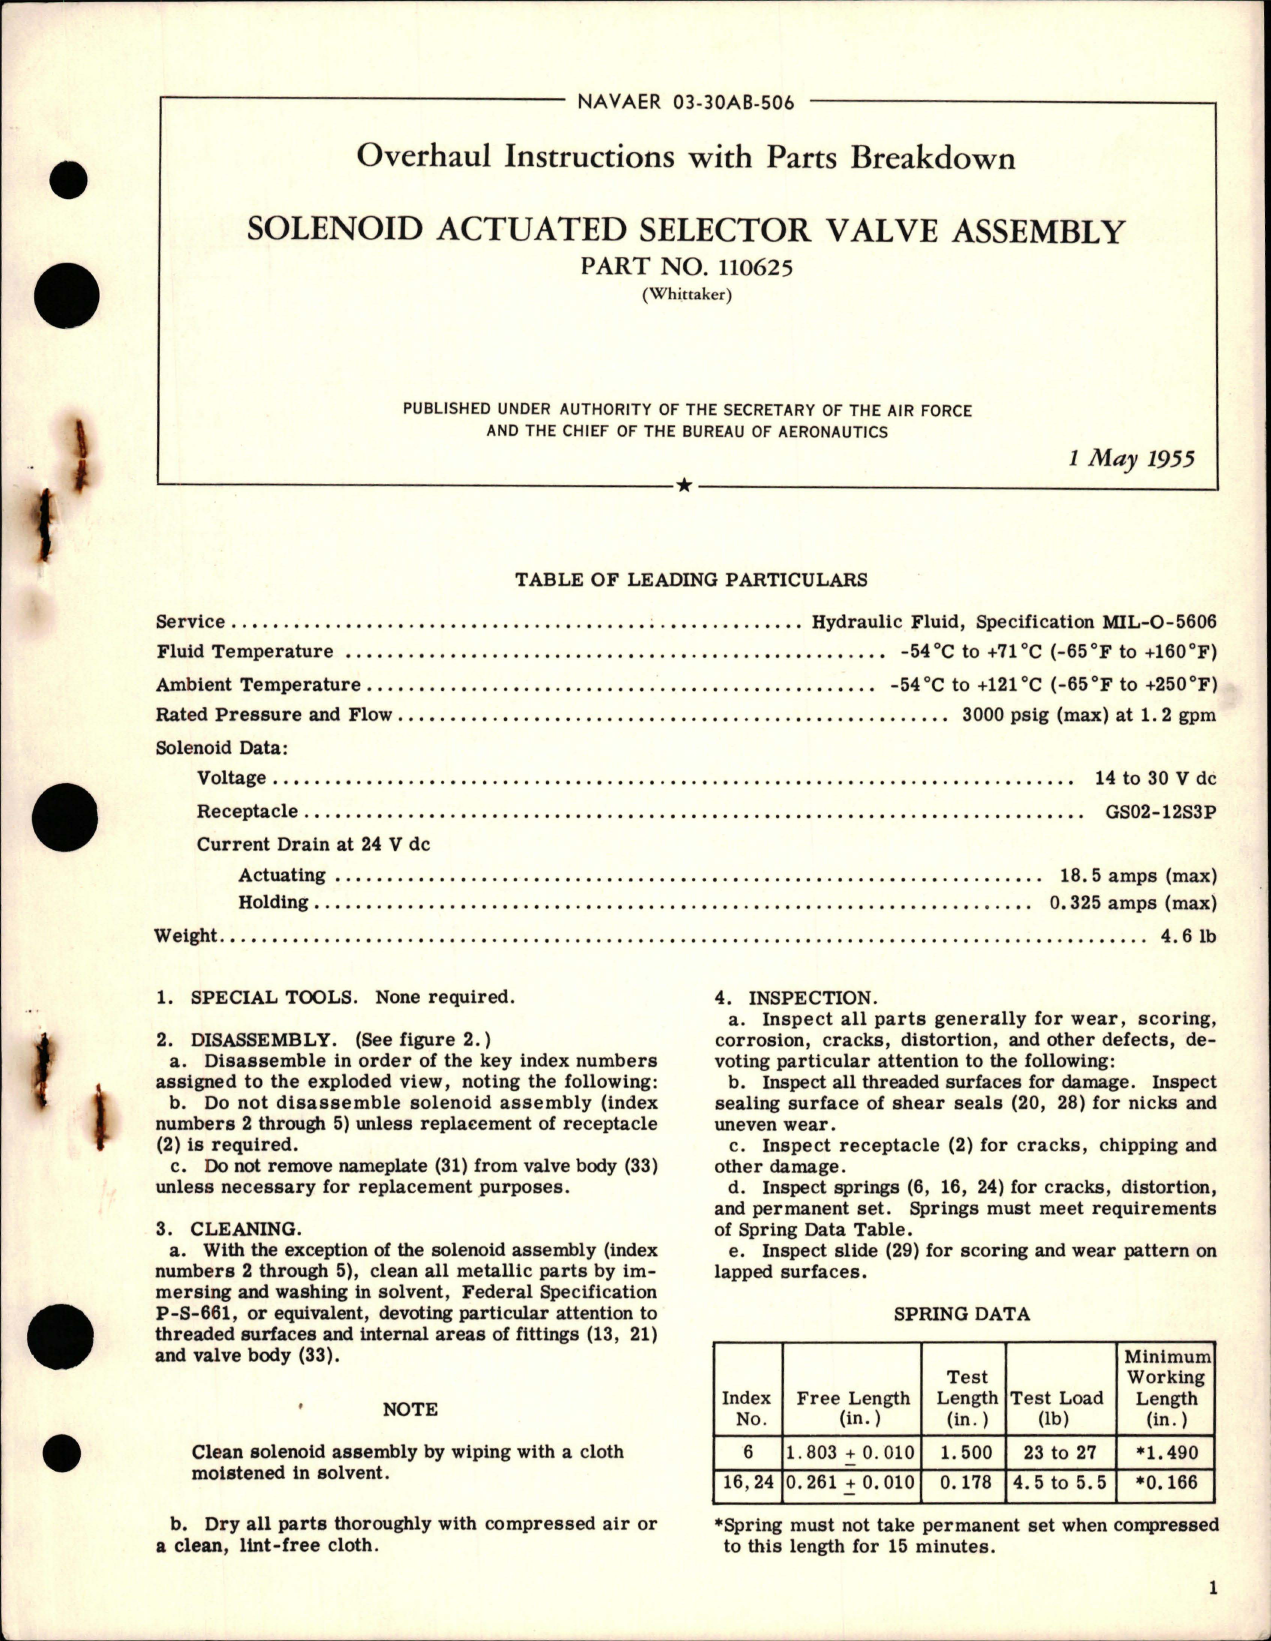 NAVAER 03-30AB-506
Overhaul Instructions with Parts Breakdown
SOLENOID ACTUATED SELECTOR VALVE ASSEMBLY
PART NO. 110625
(Whittaker)
PUBLISHED UNDER AUTHORITY OF THE SECRETARY OF THE AIR FORCE
AND THE CHIEF OF THE BUREAU OF AERONAUTICS
1 May 1955
TABLE OF LEADING PARTICULARS
Service ........ Hydraulic Fluid, Specification MIL-O-5606
Fluid Temperature ........ -54°C to +71°C (-65°F to +160°F)
Ambient Temperature ........ -54°C to +121°C (-65°F to +250°F)
Rated Pressure and Flow ........ 3000 psig (max) at 1.2 gpm
Solenoid Data:
Voltage ........ 14 to 30 V dc
Receptacle ........ GS02-12S3P
Current Drain at 24 V dc
Actuating ........ 18.5 amps (max)
Holding ........ 0.325 amps (max)
Weight ........ 4.6 lb
1. SPECIAL TOOLS. None required.
2. DISASSEMBLY. (See figure 2.)
a. Disassemble in order of the key index numbers
assigned to the exploded view, noting the following:
b. Do not disassemble solenoid assembly (index
numbers 2 through 5) unless replacement of receptacle
(2) is required.
c. Do not remove nameplate (31) from valve body (33)
unless necessary for replacement purposes.
3. CLEANING.
a. With the exception of the solenoid assembly (index
numbers 2 through 5), clean all metallic parts by im-
mersing and washing in solvent, Federal Specification
P-S-661, or equivalent, devoting particular attention to
threaded surfaces and internal areas of fittings (13, 21)
and valve body (33).
NOTE
Clean solenoid assembly by wiping with a cloth
moistened in solvent.
b. Dry all parts thoroughly with compressed air or
a clean, lint-free cloth.
4. INSPECTION.
a. Inspect all parts generally for wear, scoring,
corrosion, cracks, distortion, and other defects, de-
voting particular attention to the following:
b. Inspect all threaded surfaces for damage. Inspect
sealing surface of shear seals (20, 28) for nicks and
uneven wear.
c. Inspect receptacle (2) for cracks, chipping and
other damage.
d. Inspect springs (6, 16, 24) for cracks, distortion,
and permanent set. Springs must meet requirements
of Spring Data Table.
e. Inspect slide (29) for scoring and wear pattern on
lapped surfaces.
SPRING DATA
Index No. Free Length (in.) Test Length (in.) Test Load (lb) Minimum Working Length (in.)
6 1.803 ± 0.010 1.500 23 to 27 *1.490
16,24 0.261 ± 0.010 0.178 4.5 to 5.5 *0.166
*Spring must not take permanent set when compressed
to this length for 15 minutes.
1